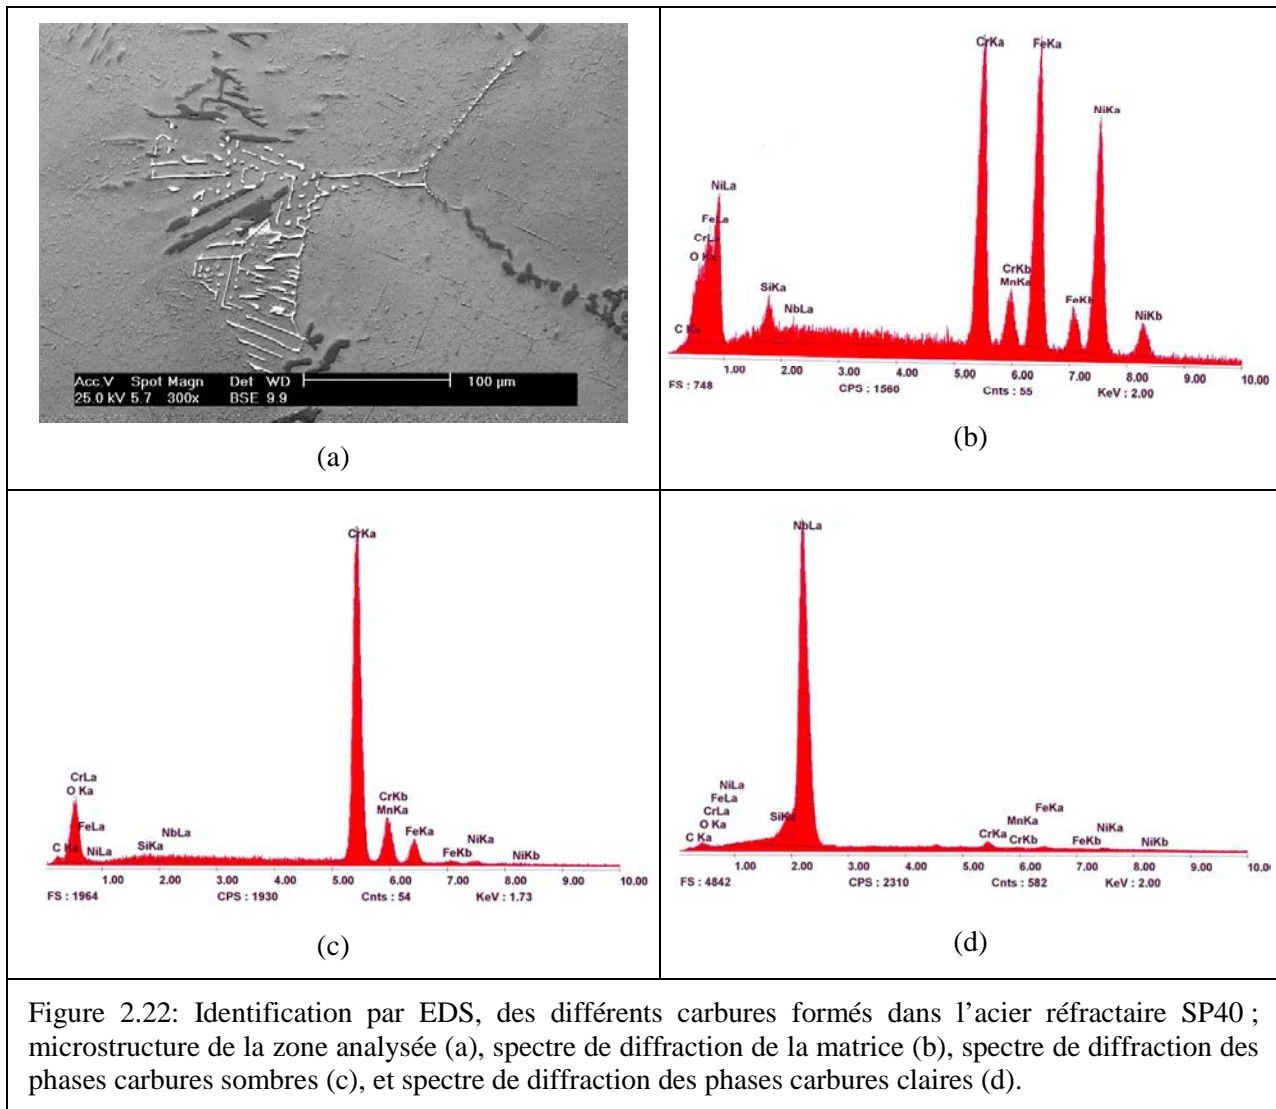 Acc.V Spot Magn Det WD 100 µm
25.0 kV 5.7 300x BSE 9.9
(a)
CrKa FeKa
NiKa
NiLa
FeLa
CrLa
O Ka
CrKb
MnKa
SiKa
NbLa
FeKb
NiKb
C Ka
1.00 2.00 3.00 4.00 5.00 6.00 7.00 8.00 9.00 10.00
FS : 748 CPS : 1560 Cnts : 55 KeV : 2.00
(b)
CrKa
CrLa
O Ka
CrKb
MnKa
FeLa
FeKa
NbLa
NiKa
C Ka
SiKa
NiLa
FeKb
NiKb
1.00 2.00 3.00 4.00 5.00 6.00 7.00 8.00 9.00 10.00
FS : 1964 CPS : 1930 Cnts : 54 KeV : 1.73
(c)
NbLa
NiLa
FeLa
CrLa
O Ka
C Ka
SiKa
FeKa
MnKa
NiKa
CrKa
CrKb
FeKb
NiKb
1.00 2.00 3.00 4.00 5.00 6.00 7.00 8.00 9.00 10.0
FS : 4842 CPS : 2310 Cnts : 582 KeV : 2.00
(d)
Figure 2.22: Identification par EDS, des différents carbures formés dans l’acier réfractaire SP40 ;
microstructure de la zone analysée (a), spectre de diffraction de la matrice (b), spectre de diffraction des
phases carbures sombres (c), et spectre de diffraction des phases carbures claires (d).